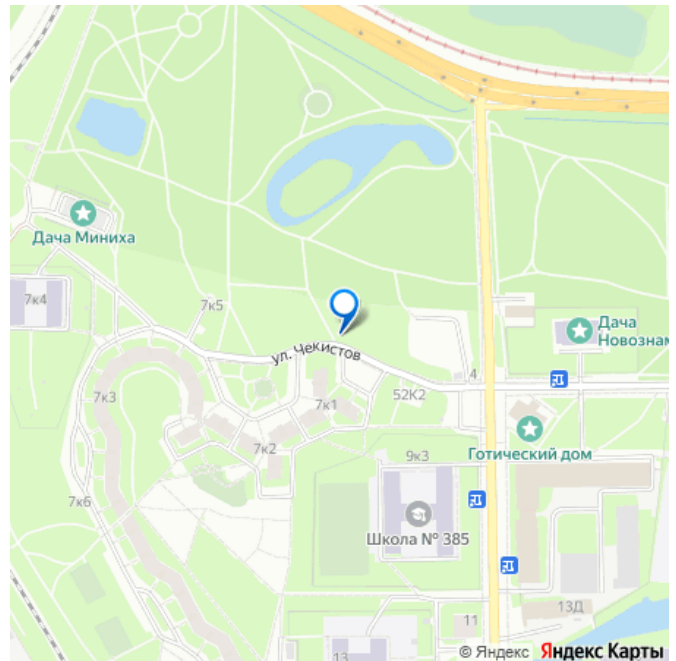 Дача Миниха
7к4
7к5
ул. Чекистов
Дача
Новознам
4
7к3
52К2
7к1
7к2
9к3
Готический дом
7к6
Школа № 385
13Д
11
13
© Яндекс Яндекс Карты